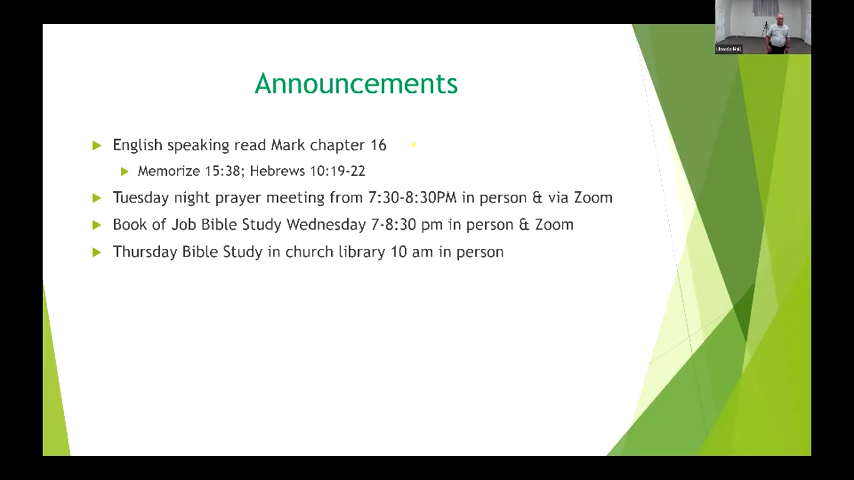 Announcements
English speaking read Mark chapter 16
Memorize 15:38; Hebrews 10:19-22
Tuesday night prayer meeting from 7:30-8:30PM in person & via Zoom
Book of Job Bible Study Wednesday 7-8:30 pm in person & Zoom
Thursday Bible Study in church library 10 am in person